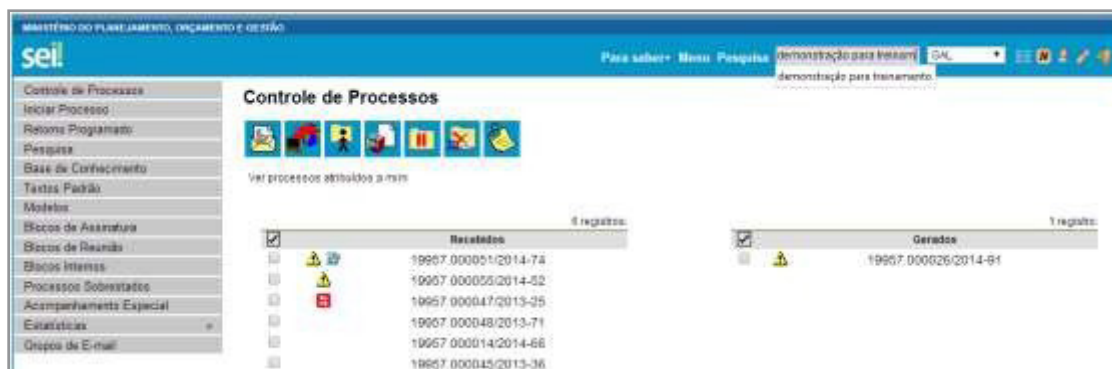 MINISTÉRIO DO PLANEJAMENTO, ORÇAMENTO E GESTÃO
sei!
Para saber+ Menu Pesquisa demonstração para treinam GAL
demonstração para treinamento
Controle de Processos
Iniciar Processo
Retorno Programado
Pesquisa
Base de Conhecimento
Textos Padrão
Modelos
Blocos de Assinatura
Blocos de Reunião
Blocos Internos
Processos Sobrestados
Acompanhamento Especial
Estatísticas
Grupos de E-mail
Controle de Processos
Ver processos atribuídos a mim
6 registros:
Recebidos
19957.000051/2014-74
19957.000055/2014-52
19957.000047/2013-25
19957.000048/2013-71
19957.000014/2014-66
19957.000045/2013-36
1 registro:
Gerados
19957.000026/2014-91